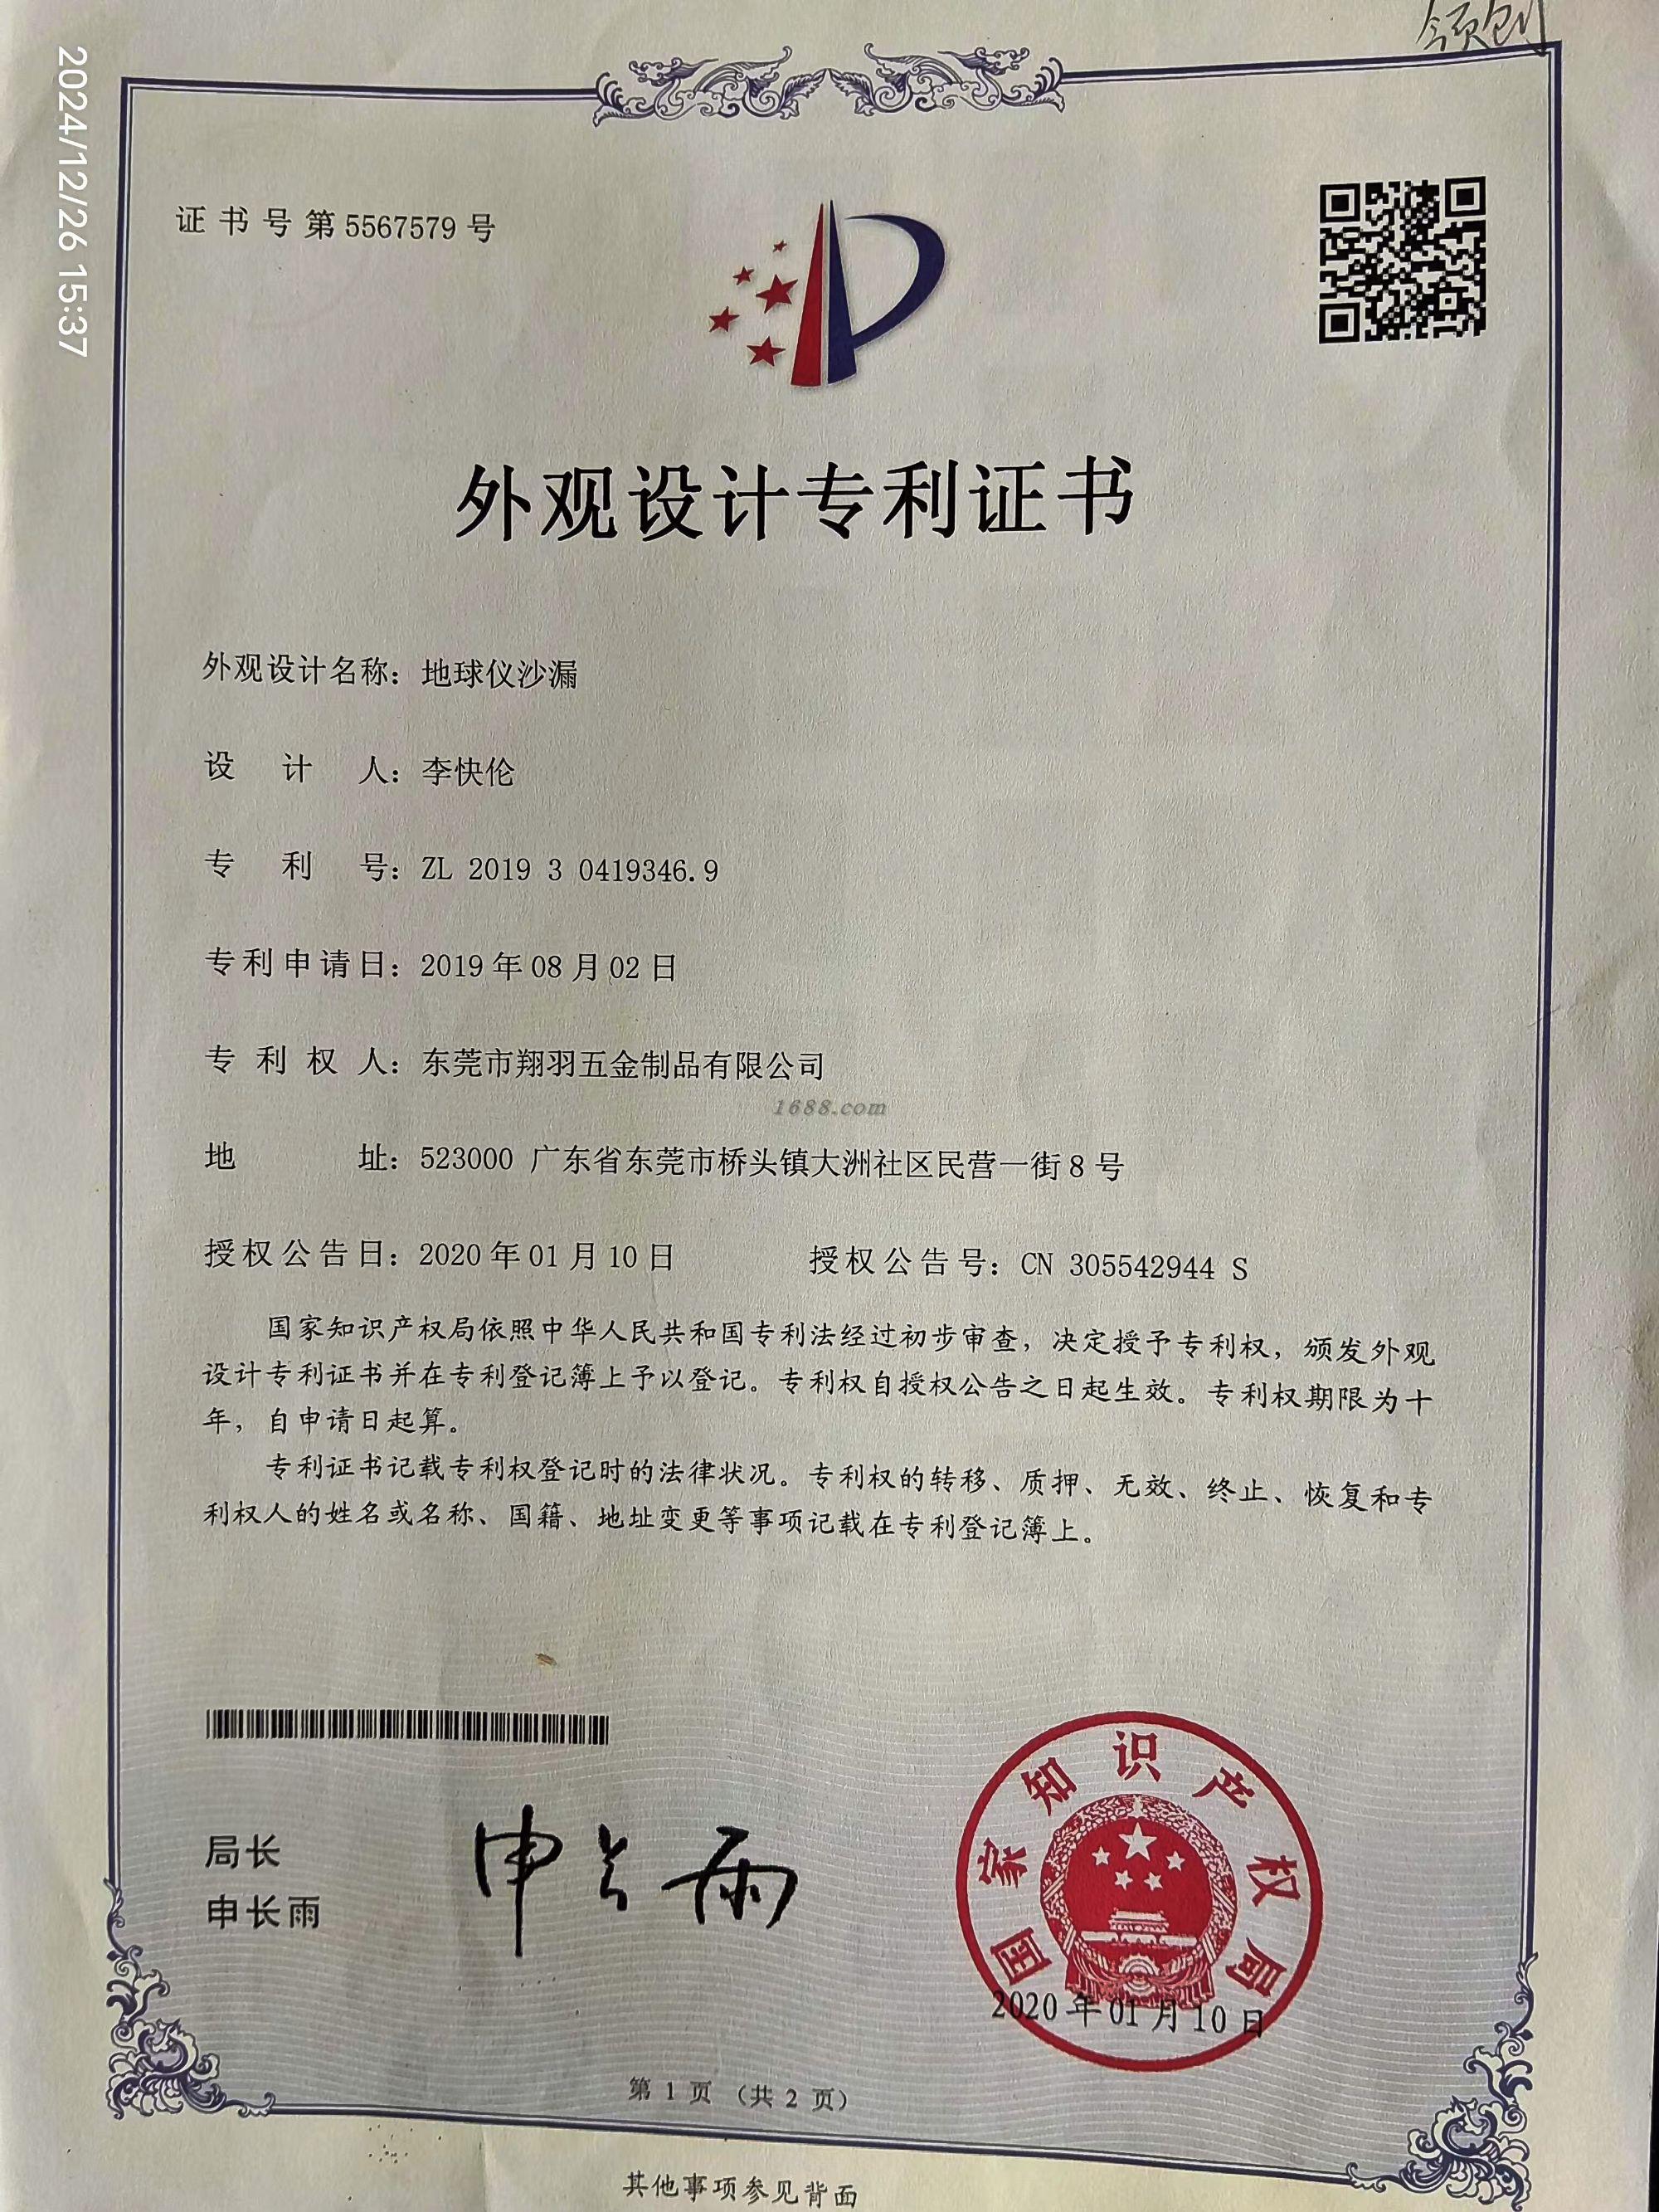 领创
2024/12/26 15:37
证书号第5567579号
外观设计专利证书
外观设计名称：地球仪沙漏
设计人：李快伦
专利号：ZL 2019 3 0419346.9
专利申请日：2019年08月02日
专利权人：东莞市翔羽五金制品有限公司
1688.com
地址：523000 广东省东莞市桥头镇大洲社区民营一街8号
授权公告日：2020年01月10日 授权公告号：CN 305542944 S
国家知识产权局依照中华人民共和国专利法经过初步审查，决定授予专利权，颁发外观
设计专利证书并在专利登记簿上予以登记。专利权自授权公告之日起生效。专利权期限为十
年，自申请日起算。
专利证书记载专利权登记时的法律状况。专利权的转移、质押、无效、终止、恢复和专
利权人的姓名或名称、国籍、地址变更等事项记载在专利登记簿上。
局长
申长雨
申长雨
国家知识产权局
2020年01月10日
第1页（共2页）
其他事项参见背面